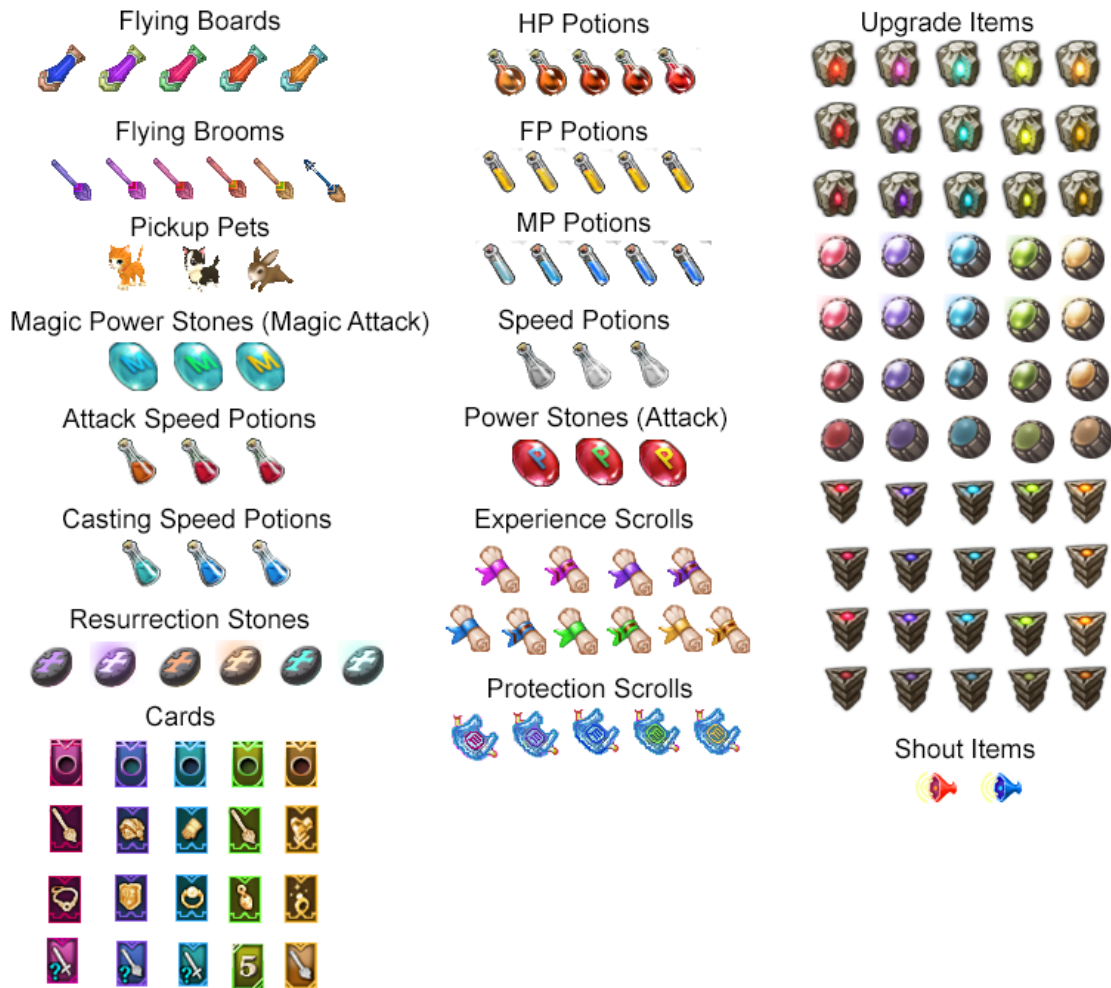 Flying Boards
Flying Brooms
Pickup Pets
Magic Power Stones (Magic Attack)
M M M
Attack Speed Potions
Casting Speed Potions
Resurrection Stones
Cards
? ? ? 5
HP Potions
FP Potions
MP Potions
Speed Potions
Power Stones (Attack)
P P P
Experience Scrolls
Protection Scrolls
Upgrade Items
Shout Items